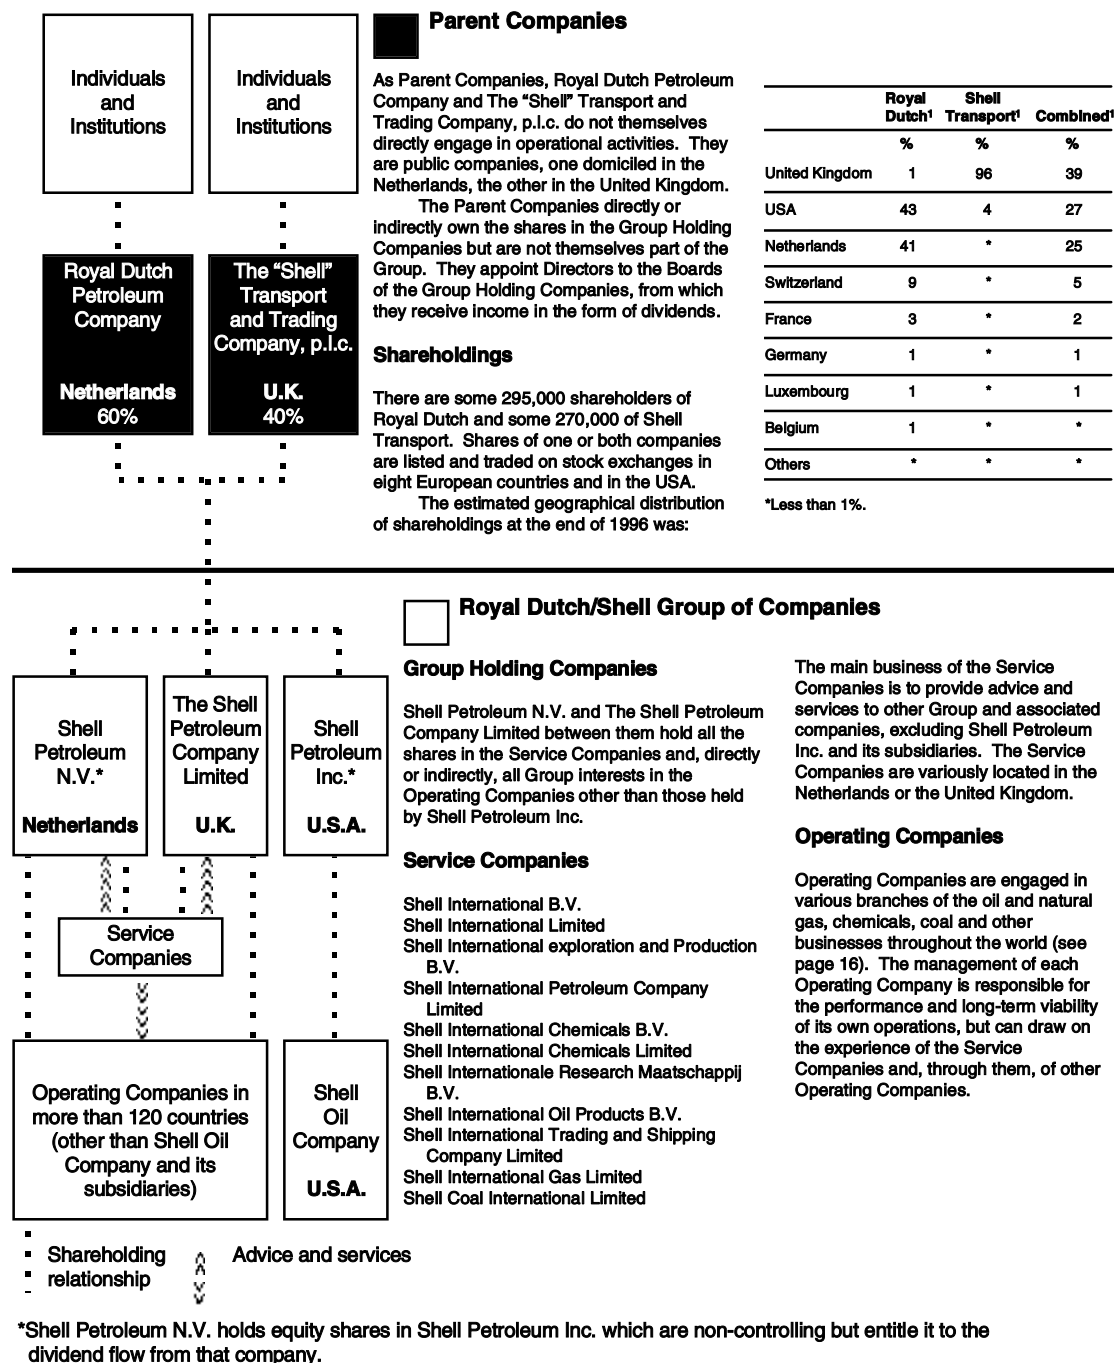 Individuals
and
Institutions
Individuals
and
Institutions
Royal Dutch
Petroleum
Company
Netherlands
60%
The “Shell”
Transport
and Trading
Company, p.l.c.
U.K.
40%
Parent Companies
As Parent Companies, Royal Dutch Petroleum
Company and The “Shell” Transport and
Trading Company, p.l.c. do not themselves
directly engage in operational activities. They
are public companies, one domiciled in the
Netherlands, the other in the United Kingdom.
The Parent Companies directly or
indirectly own the shares in the Group Holding
Companies but are not themselves part of the
Group. They appoint Directors to the Boards
of the Group Holding Companies, from which
they receive income in the form of dividends.
Shareholdings
There are some 295,000 shareholders of
Royal Dutch and some 270,000 of Shell
Transport. Shares of one or both companies
are listed and traded on stock exchanges in
eight European countries and in the USA.
The estimated geographical distribution
of shareholdings at the end of 1996 was:
Royal Shell
Dutch¹ Transport¹ Combined¹
% % %
United Kingdom 1 96 39
USA 43 4 27
Netherlands 41 * 25
Switzerland 9 * 5
France 3 * 2
Germany 1 * 1
Luxembourg 1 * 1
Belgium 1 * *
Others * * *
*Less than 1%.
Royal Dutch/Shell Group of Companies
Shell
Petroleum
N.V.*
Netherlands
The Shell
Petroleum
Company
Limited
U.K.
Shell
Petroleum
Inc.*
U.S.A.
Service
Companies
Operating Companies in
more than 120 countries
(other than Shell Oil
Company and its
subsidiaries)
Shell
Oil
Company
U.S.A.
Group Holding Companies
Shell Petroleum N.V. and The Shell Petroleum
Company Limited between them hold all the
shares in the Service Companies and, directly
or indirectly, all Group interests in the
Operating Companies other than those held
by Shell Petroleum Inc.
Service Companies
Shell International B.V.
Shell International Limited
Shell International exploration and Production
B.V.
Shell International Petroleum Company
Limited
Shell International Chemicals B.V.
Shell International Chemicals Limited
Shell Internationale Research Maatschappij
B.V.
Shell International Oil Products B.V.
Shell International Trading and Shipping
Company Limited
Shell International Gas Limited
Shell Coal International Limited
The main business of the Service
Companies is to provide advice and
services to other Group and associated
companies, excluding Shell Petroleum
Inc. and its subsidiaries. The Service
Companies are variously located in the
Netherlands or the United Kingdom.
Operating Companies
Operating Companies are engaged in
various branches of the oil and natural
gas, chemicals, coal and other
businesses throughout the world (see
page 16). The management of each
Operating Company is responsible for
the performance and long-term viability
of its own operations, but can draw on
the experience of the Service
Companies and, through them, of other
Operating Companies.
Shareholding
relationship
Advice and services
*Shell Petroleum N.V. holds equity shares in Shell Petroleum Inc. which are non-controlling but entitle it to the
dividend flow from that company.